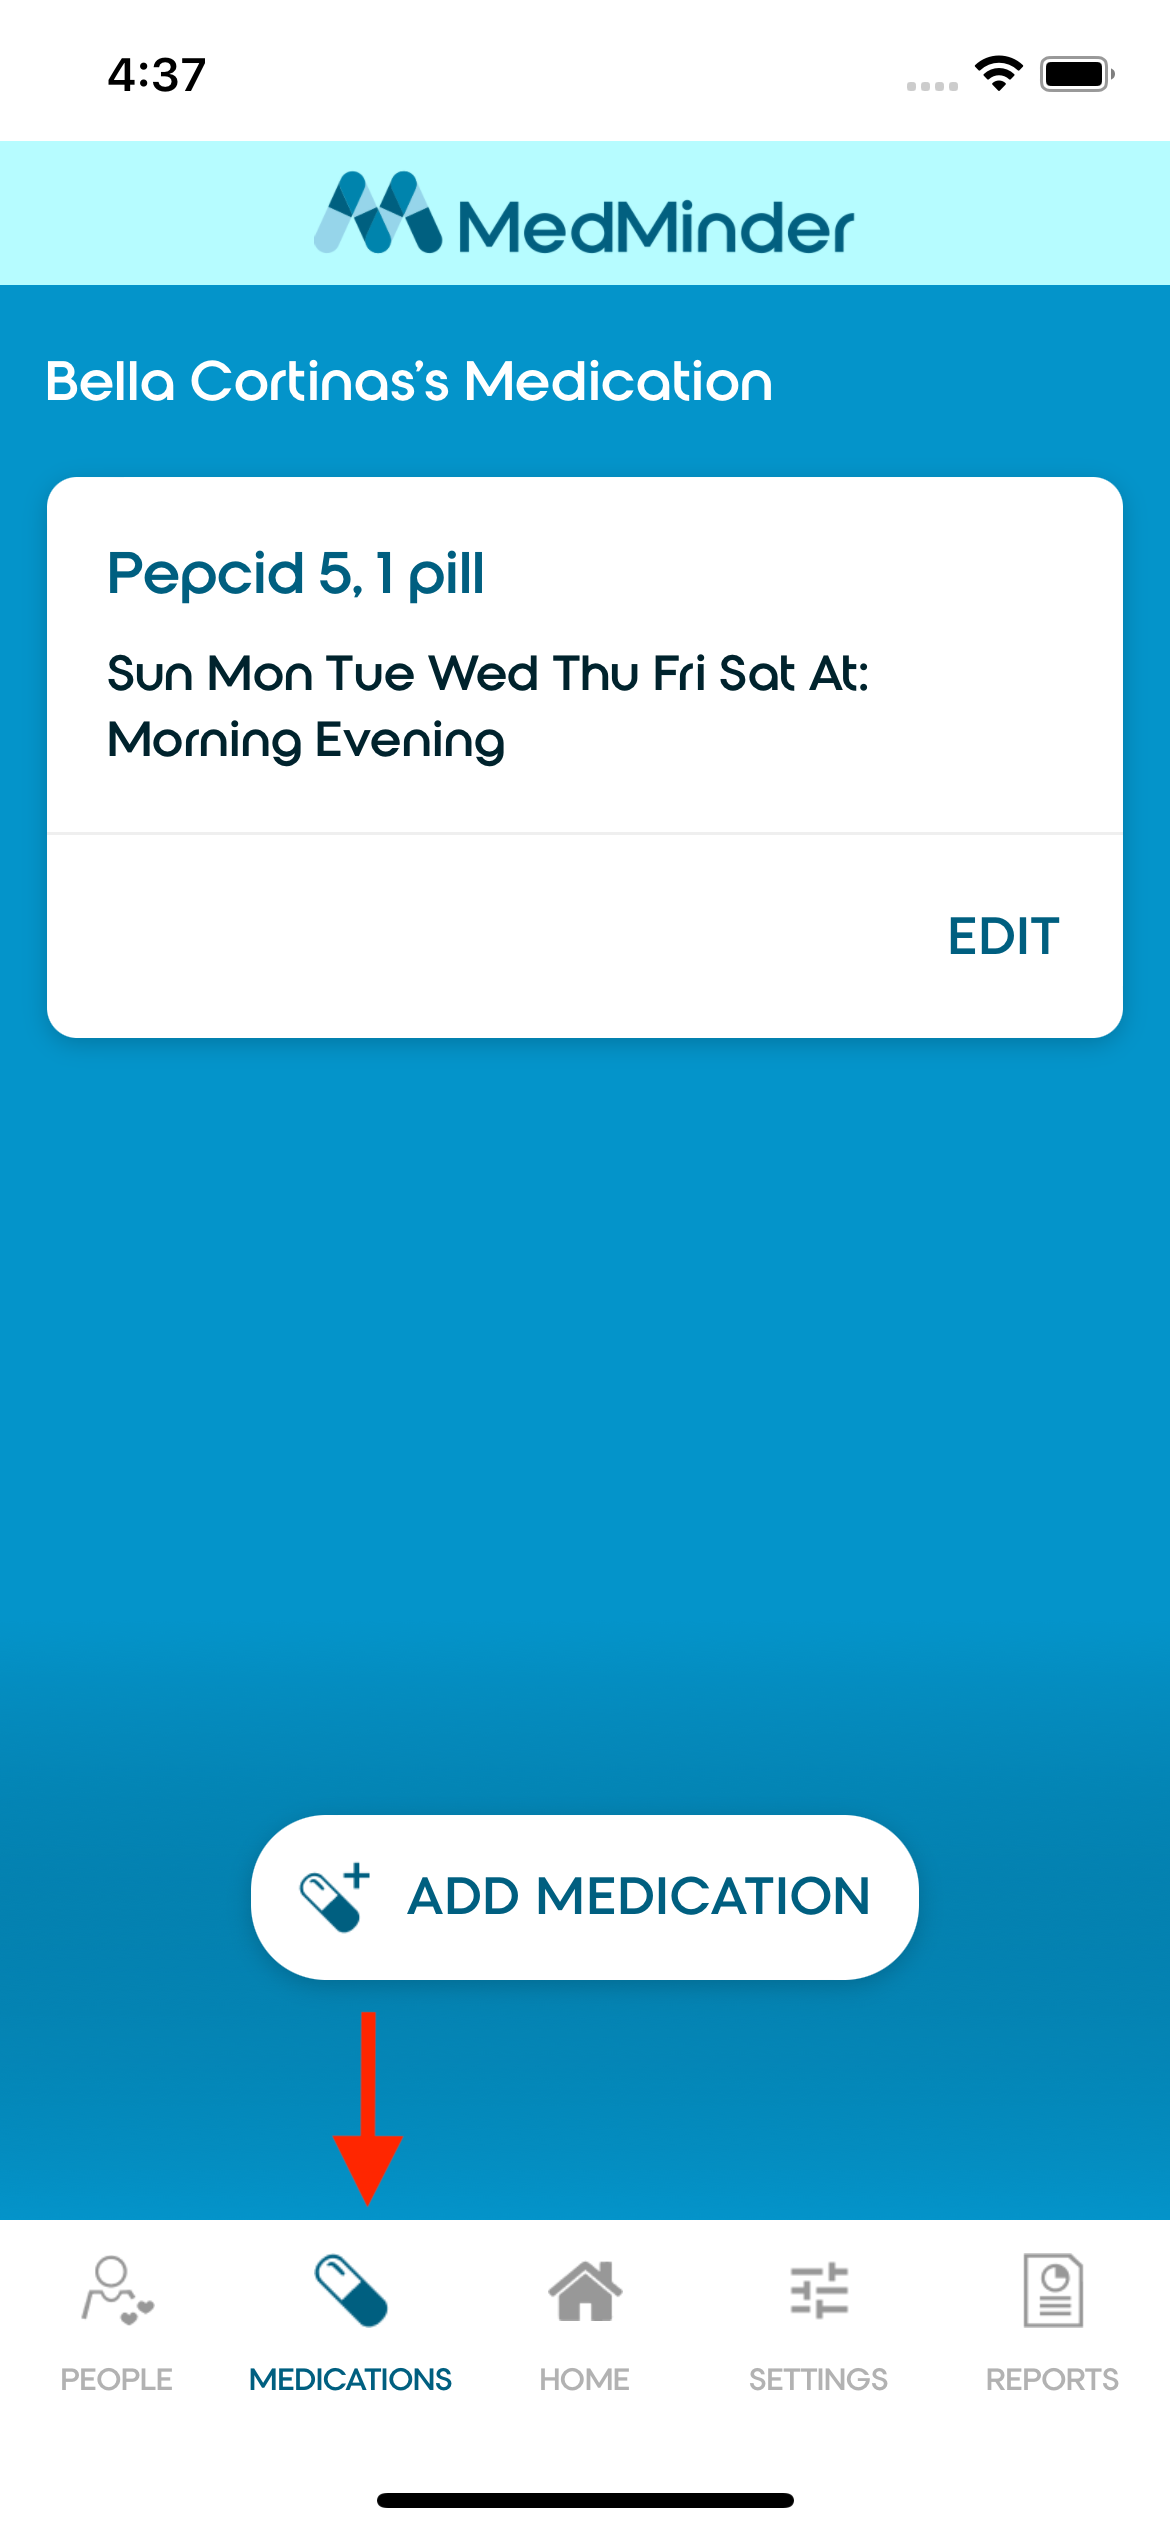 4:37
MedMinder
Bella Cortinas’s Medication
Pepcid 5, 1 pill
Sun Mon Tue Wed Thu Fri Sat At:
Morning Evening
EDIT
ADD MEDICATION
PEOPLE
MEDICATIONS
HOME
SETTINGS
REPORTS